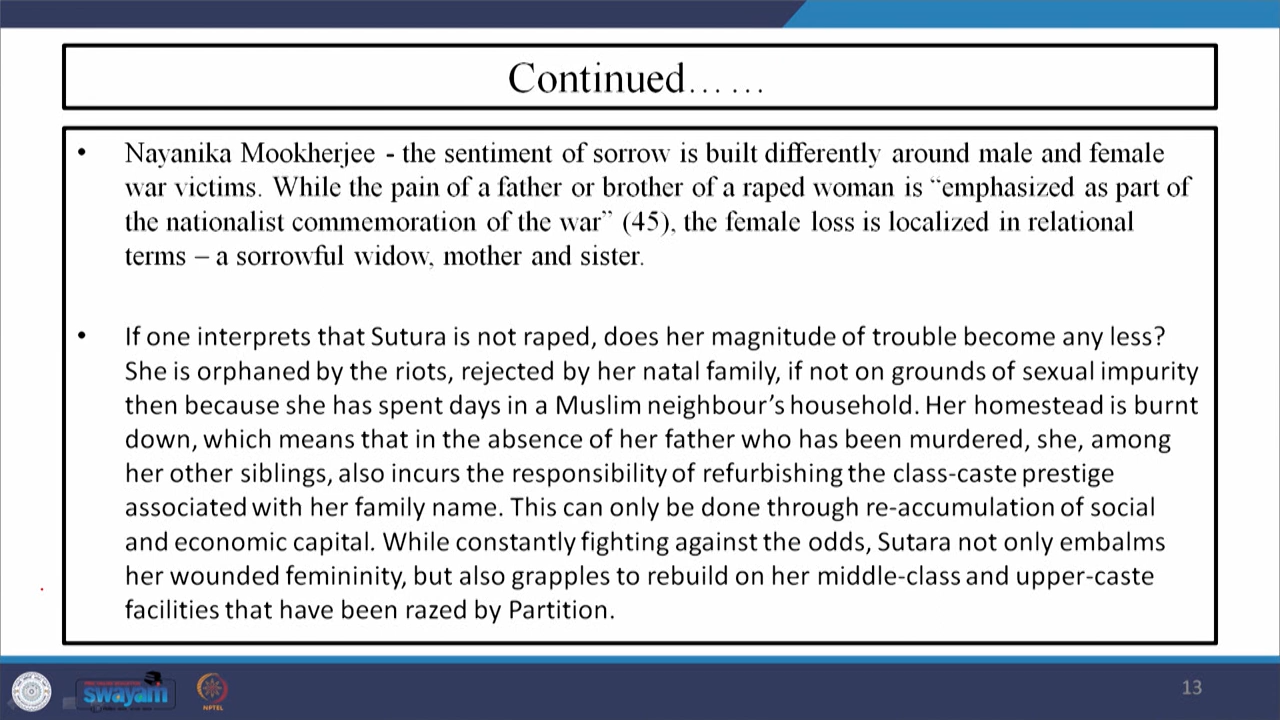 Continued... ...
• Nayanika Mookherjee - the sentiment of sorrow is built differently around male and female
war victims. While the pain of a father or brother of a raped woman is “emphasized as part of
the nationalist commemoration of the war” (45), the female loss is localized in relational
terms – a sorrowful widow, mother and sister.
• If one interprets that Sutura is not raped, does her magnitude of trouble become any less?
She is orphaned by the riots, rejected by her natal family, if not on grounds of sexual impurity
then because she has spent days in a Muslim neighbour’s household. Her homestead is burnt
down, which means that in the absence of her father who has been murdered, she, among
her other siblings, also incurs the responsibility of refurbishing the class-caste prestige
associated with her family name. This can only be done through re-accumulation of social
and economic capital. While constantly fighting against the odds, Sutara not only embalms
her wounded femininity, but also grapples to rebuild on her middle-class and upper-caste
facilities that have been razed by Partition.
swayam
NPTEL
13